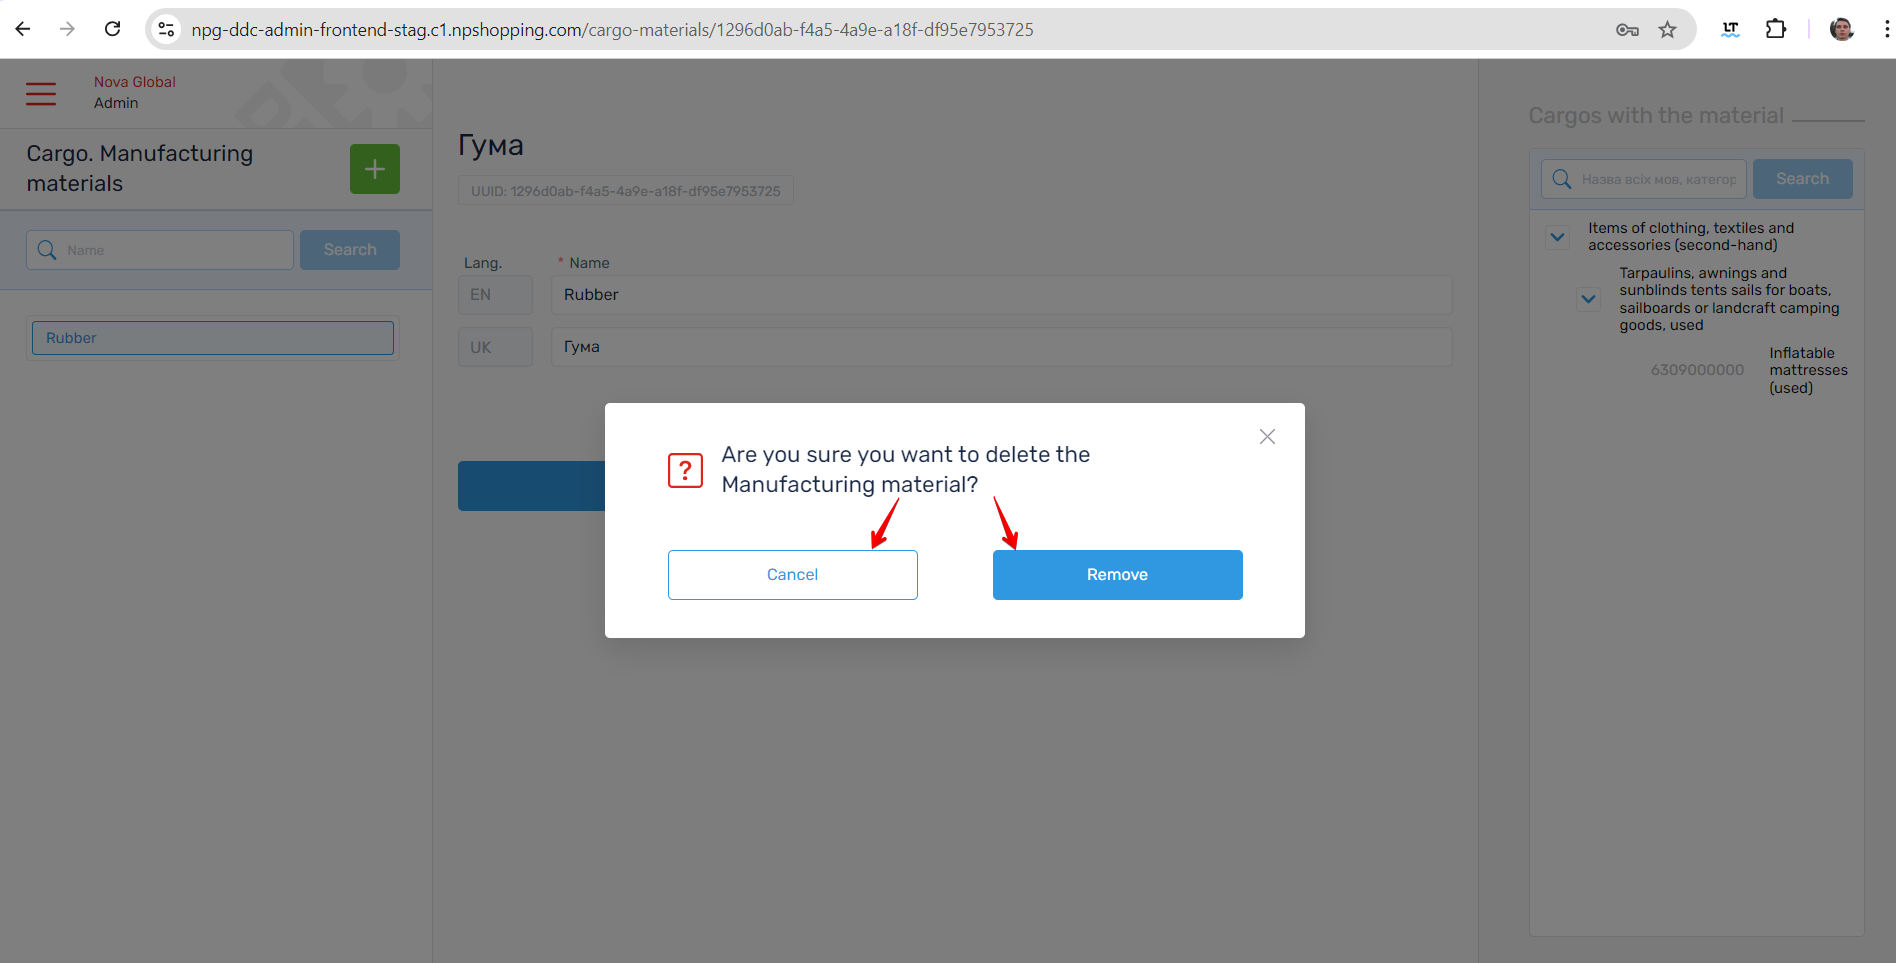 npg-ddc-admin-frontend-stag.c1.npshopping.com/cargo-materials/1296d0ab-f4a5-4a9e-a18f-df95e7953725
LT
Nova Global
Admin
Cargo. Manufacturing
materials
Name
Search
Rubber
Гума
UUID: 1296d0ab-f4a5-4a9e-a18f-df95e7953725
Lang.
* Name
EN
Rubber
UK
Гума
Are you sure you want to delete the
Manufacturing material?
Cancel
Remove
Cargos with the material
Назва всіх мов, категор
Search
Items of clothing, textiles and
accessories (second-hand)
Tarpaulins, awnings and
sunblinds tents sails for boats,
sailboards or landcraft camping
goods, used
6309000000
Inflatable
mattresses
(used)